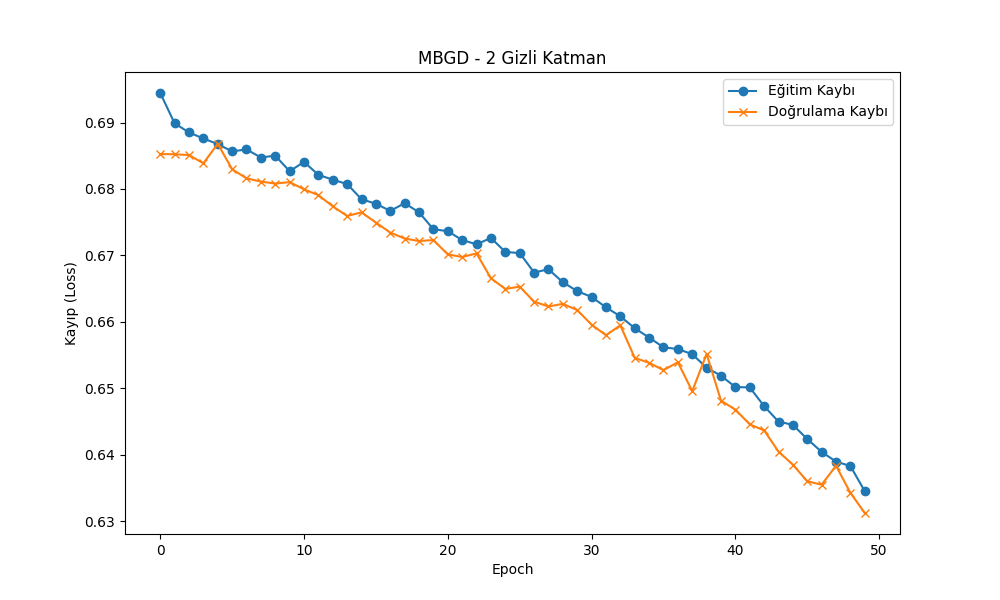 MBGD - 2 Gizli Katman
Eğitim Kaybı
Doğrulama Kaybı
Kayıp (Loss)
0.69
0.68
0.67
0.66
0.65
0.64
0.63
0 10 20 30 40 50
Epoch